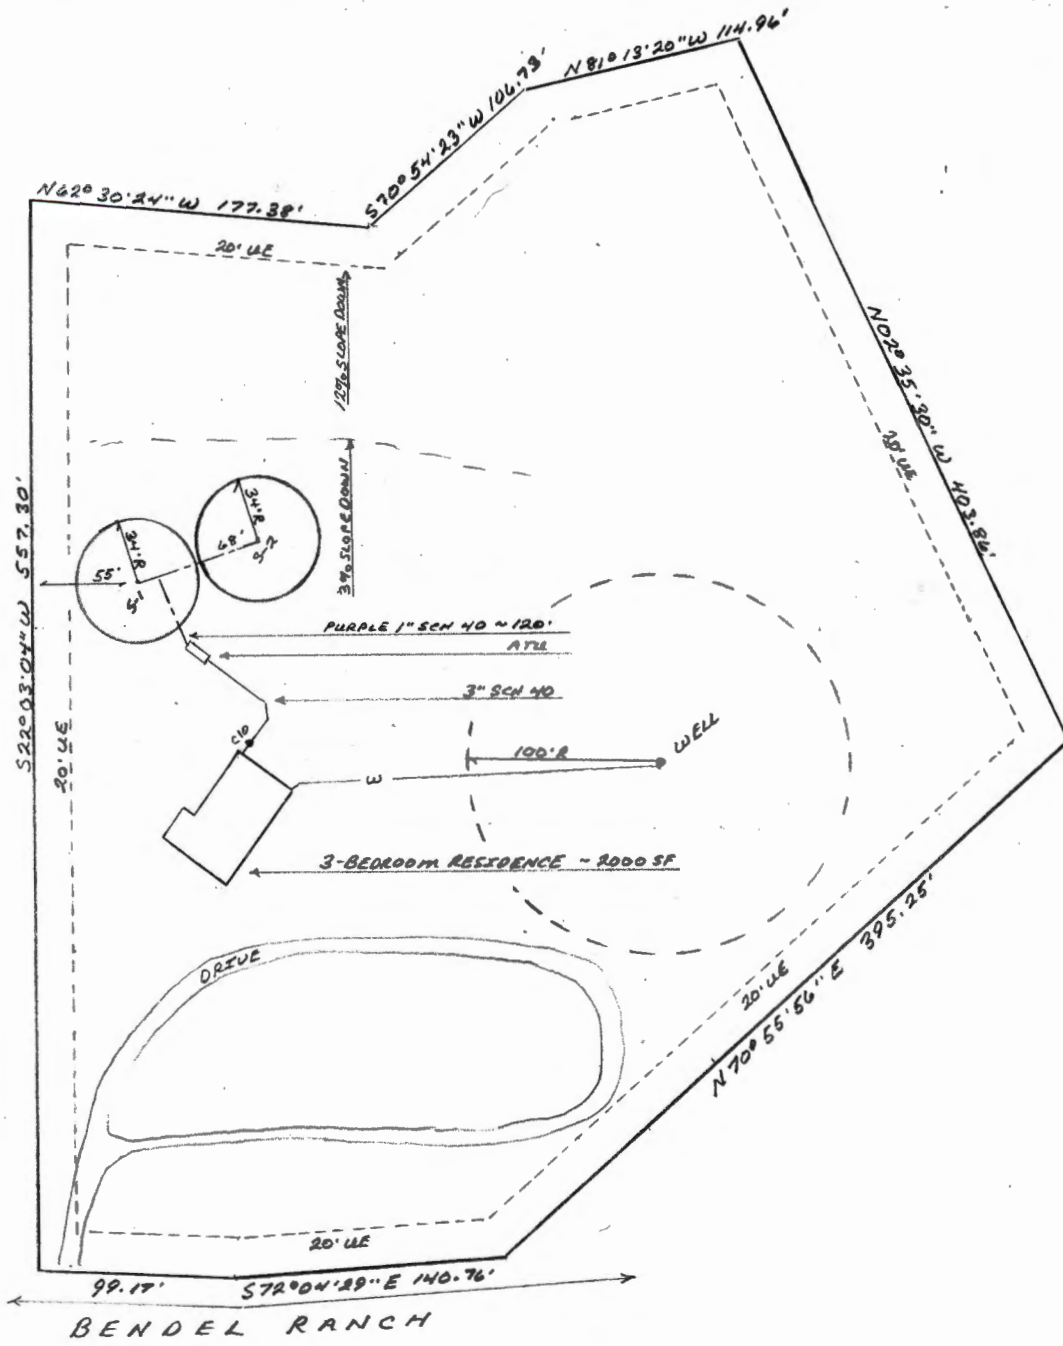 N81°13'20"W 114.96'
S70°54'23"W 106.73'
N62°30'24"W 177.38'
20' UE
12% SLOPE DOWN
N02°35'30"W 403.86'
20' UE
3% SLOPE DOWN
34'R
34'R
68'
S-2
S-1
55'
S22°03'04"W 557.30'
PURPLE 1" SCH 40 ~ 120'
ATU
3" SCH 40
C/O
20' UE
WELL
100'R
W
3-BEDROOM RESIDENCE ~ 2000 SF
DRIVE
N70°55'56"E 395.25'
20' UE
20' UE
99.17'
S72°04'29"E 140.76'
BENDEL RANCH